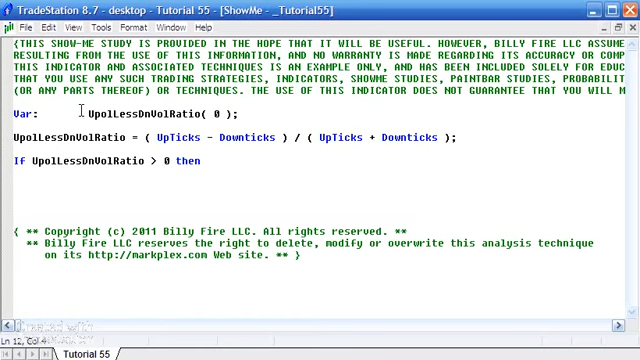 TradeStation 8.7 - desktop - Tutorial 55 - [ShowMe - _Tutorial55]
File Edit View Tools Format Window Help
{THIS SHOW-ME STUDY IS PROVIDED IN THE HOPE THAT IT WILL BE USEFUL. HOWEVER, BILLY FIRE LLC ASSUME
RESULTING FROM THE USE OF THIS INFORMATION, AND NO WARRANTY IS MADE REGARDING ITS ACCURACY OR COMP
THIS INDICATOR AND ASSOCIATED TECHNIQUES IS AN EXAMPLE ONLY, AND HAS BEEN INCLUDED SOLELY FOR EDUC
THAT YOU USE ANY SUCH TRADING STRATEGIES, INDICATORS, SHOWME STUDIES, PAINTBAR STUDIES, PROBABILIT
(OR ANY PARTS THEREOF) OR TECHNIQUES. THE USE OF THIS INDICATOR DOES NOT GUARANTEE THAT YOU WILL M
Var: UpolLessDnVolRatio( 0 );
UpolLessDnVolRatio = ( UpTicks - Downticks ) / ( UpTicks + Downticks );
If UpolLessDnVolRatio > 0 then
{ ** Copyright (c) 2011 Billy Fire LLC. All rights reserved. **
** Billy Fire LLC reserves the right to delete, modify or overwrite this analysis technique
on its http://markplex.com Web site. ** }
Ln 12, Col 4
Tutorial 55